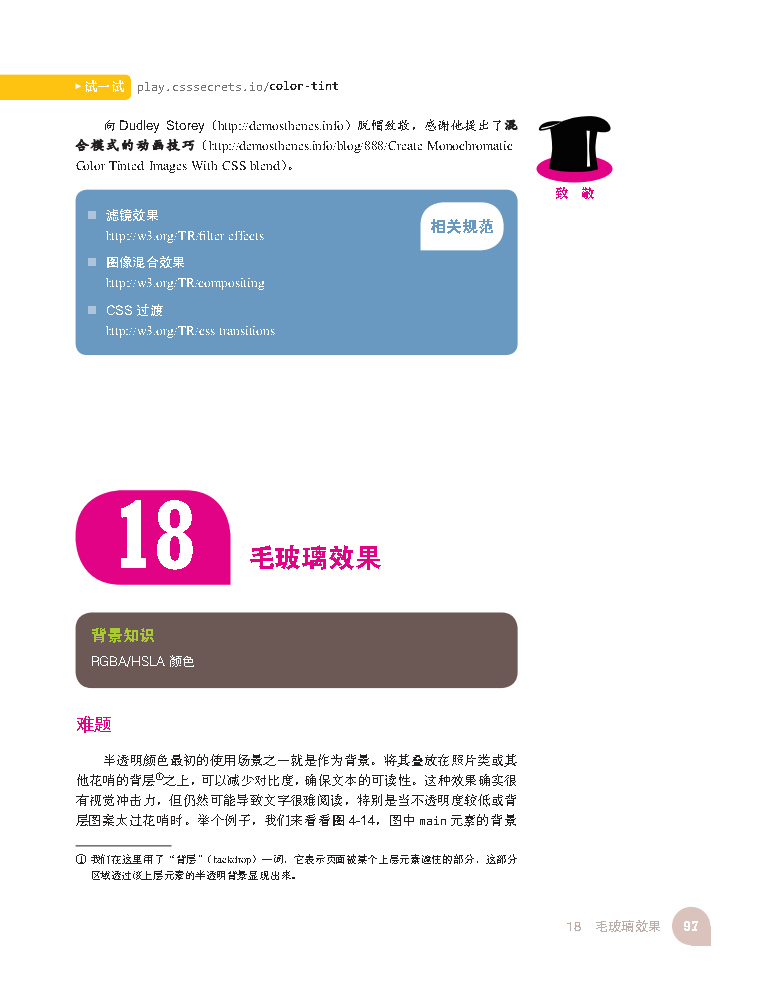 ▸试一试 play.csssecrets.io/color-tint
向 Dudley Storey（http://demosthenes.info）脱帽致敬，感谢他提出了混
合模式的动画技巧（http://demosthenes.info/blog/888/Create-Monochromatic-
Color-Tinted-Images-With-CSS-blend）。
致 敬
相关规范
■ 滤镜效果
http://w3.org/TR/filter-effects
■ 图像混合效果
http://w3.org/TR/compositing
■ CSS 过渡
http://w3.org/TR/css-transitions
18 毛玻璃效果
背景知识
RGBA/HSLA 颜色
难题
半透明颜色最初的使用场景之一就是作为背景。将其叠放在照片类或其
他花哨的背层①之上，可以减少对比度，确保文本的可读性。这种效果确实很
有视觉冲击力，但仍然可能导致文字很难阅读，特别是当不透明度较低或背
层图案太过花哨时。举个例子，我们来看看图 4-14，图中 main 元素的背景
① 我们在这里用了“背层”（backdrop）一词，它表示页面被某个上层元素遮住的部分，这部分
区域透过该上层元素的半透明背景显现出来。
18 毛玻璃效果 97